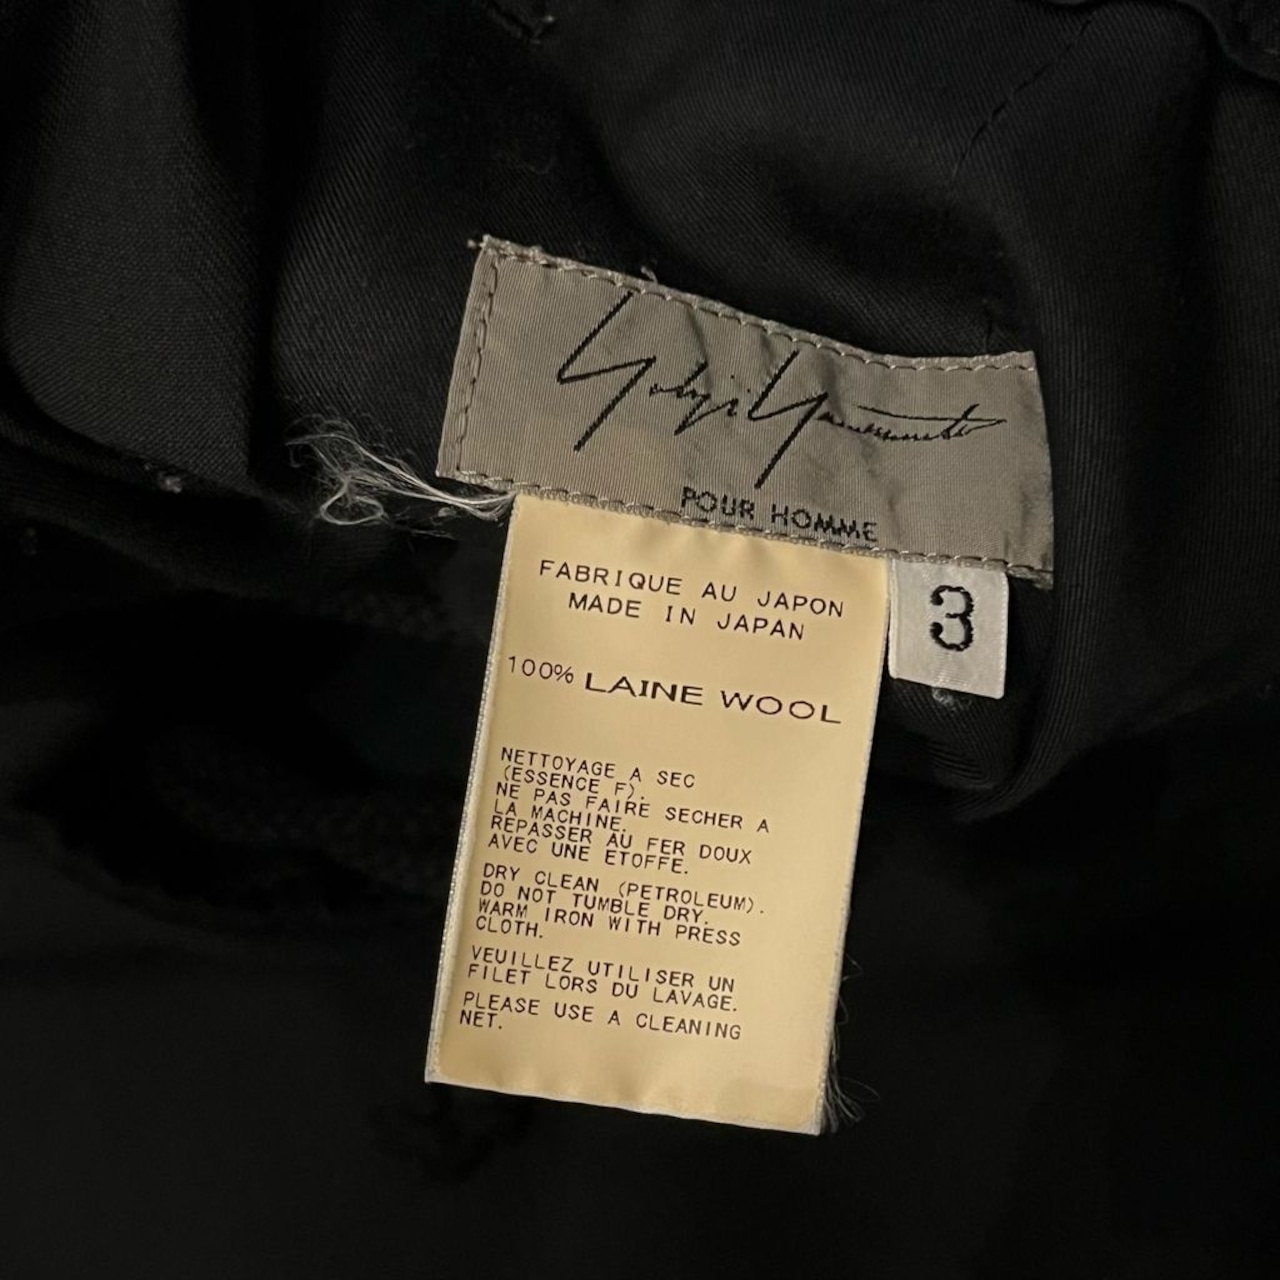 Yohji Yamamoto
POUR HOMME
3
FABRIQUE AU JAPON
MADE IN JAPAN
100% LAINE WOOL
NETTOYAGE A SEC
(ESSENCE F).
NE PAS FAIRE SECHER A
LA MACHINE.
REPASSER AU FER DOUX
AVEC UNE ETOFFE.
DRY CLEAN (PETROLEUM).
DO NOT TUMBLE DRY.
WARM IRON WITH PRESS
CLOTH.
VEUILLEZ UTILISER UN
FILET LORS DU LAVAGE.
PLEASE USE A CLEANING
NET.